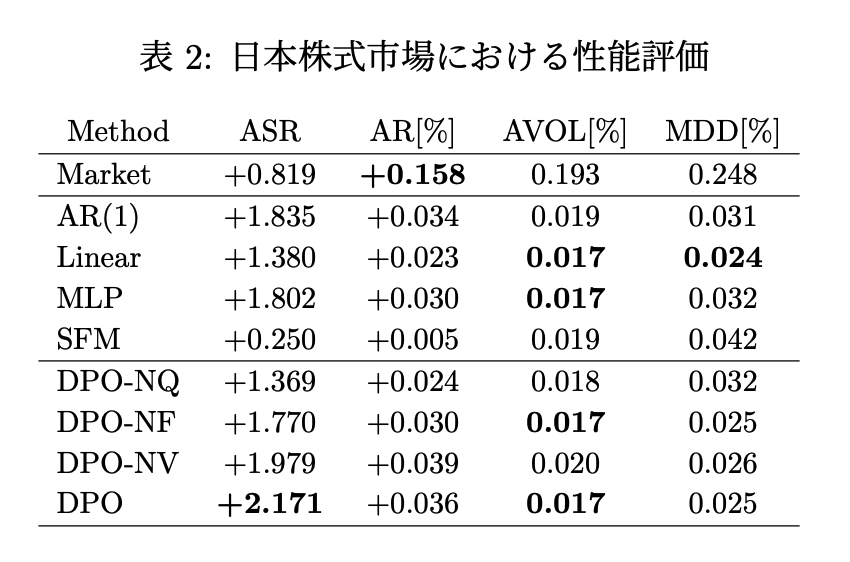 表 2: 日本株式市場における性能評価
Method ASR AR[%] AVOL[%] MDD[%]
Market +0.819 +0.158 0.193 0.248
AR(1) +1.835 +0.034 0.019 0.031
Linear +1.380 +0.023 0.017 0.024
MLP +1.802 +0.030 0.017 0.032
SFM +0.250 +0.005 0.019 0.042
DPO-NQ +1.369 +0.024 0.018 0.032
DPO-NF +1.770 +0.030 0.017 0.025
DPO-NV +1.979 +0.039 0.020 0.026
DPO +2.171 +0.036 0.017 0.025